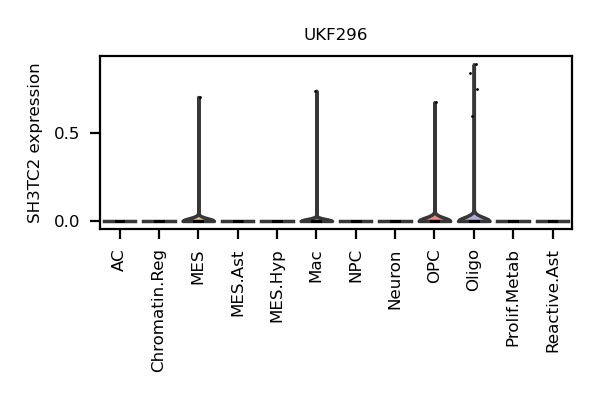 UKF296
SH3TC2 expression
0.5
0.0
AC
Chromatin.Reg
MES
MES.Ast
MES.Hyp
Mac
NPC
Neuron
OPC
Oligo
Prolif.Metab
Reactive.Ast